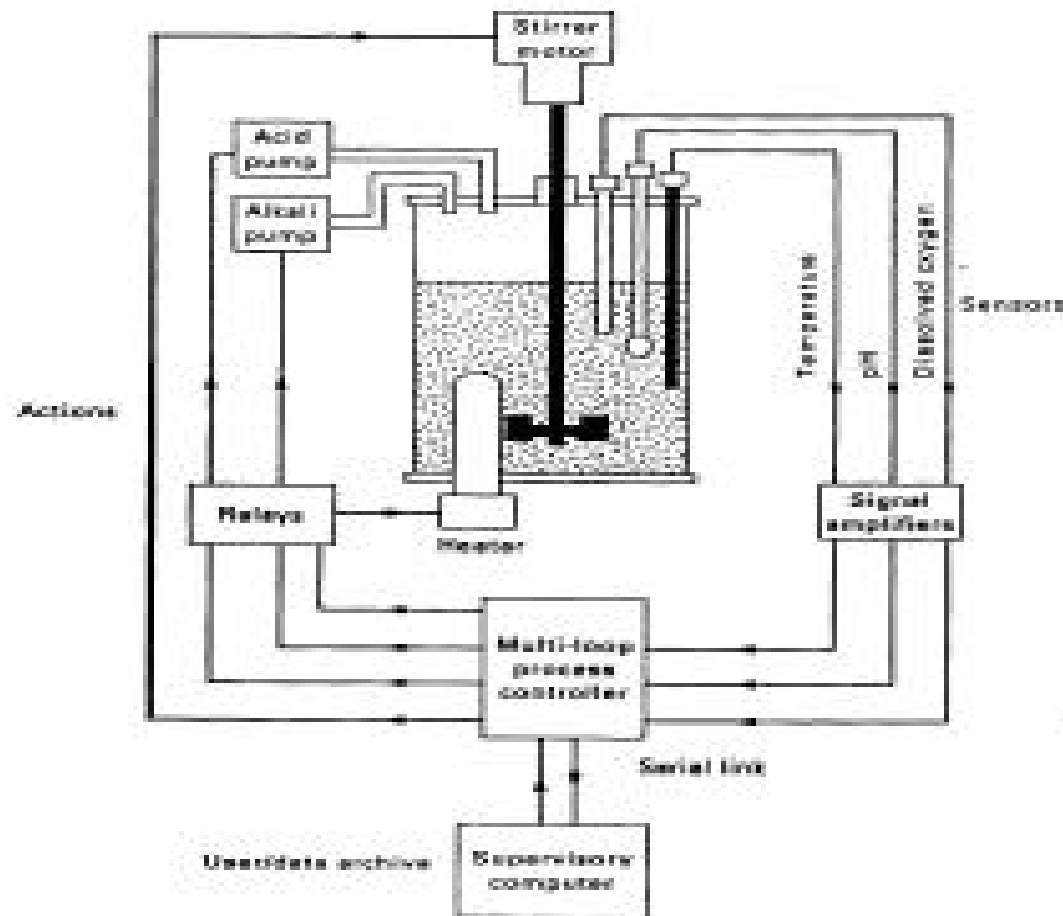 Stirrer
motor
Acid
pump
Alkali
pump
Temperature
pH
Dissolved oxygen
Sensors
Actions
Relays
Heater
Signal
amplifiers
Multi-loop
process
controller
Serial link
User/data archive
Supervisory
computer